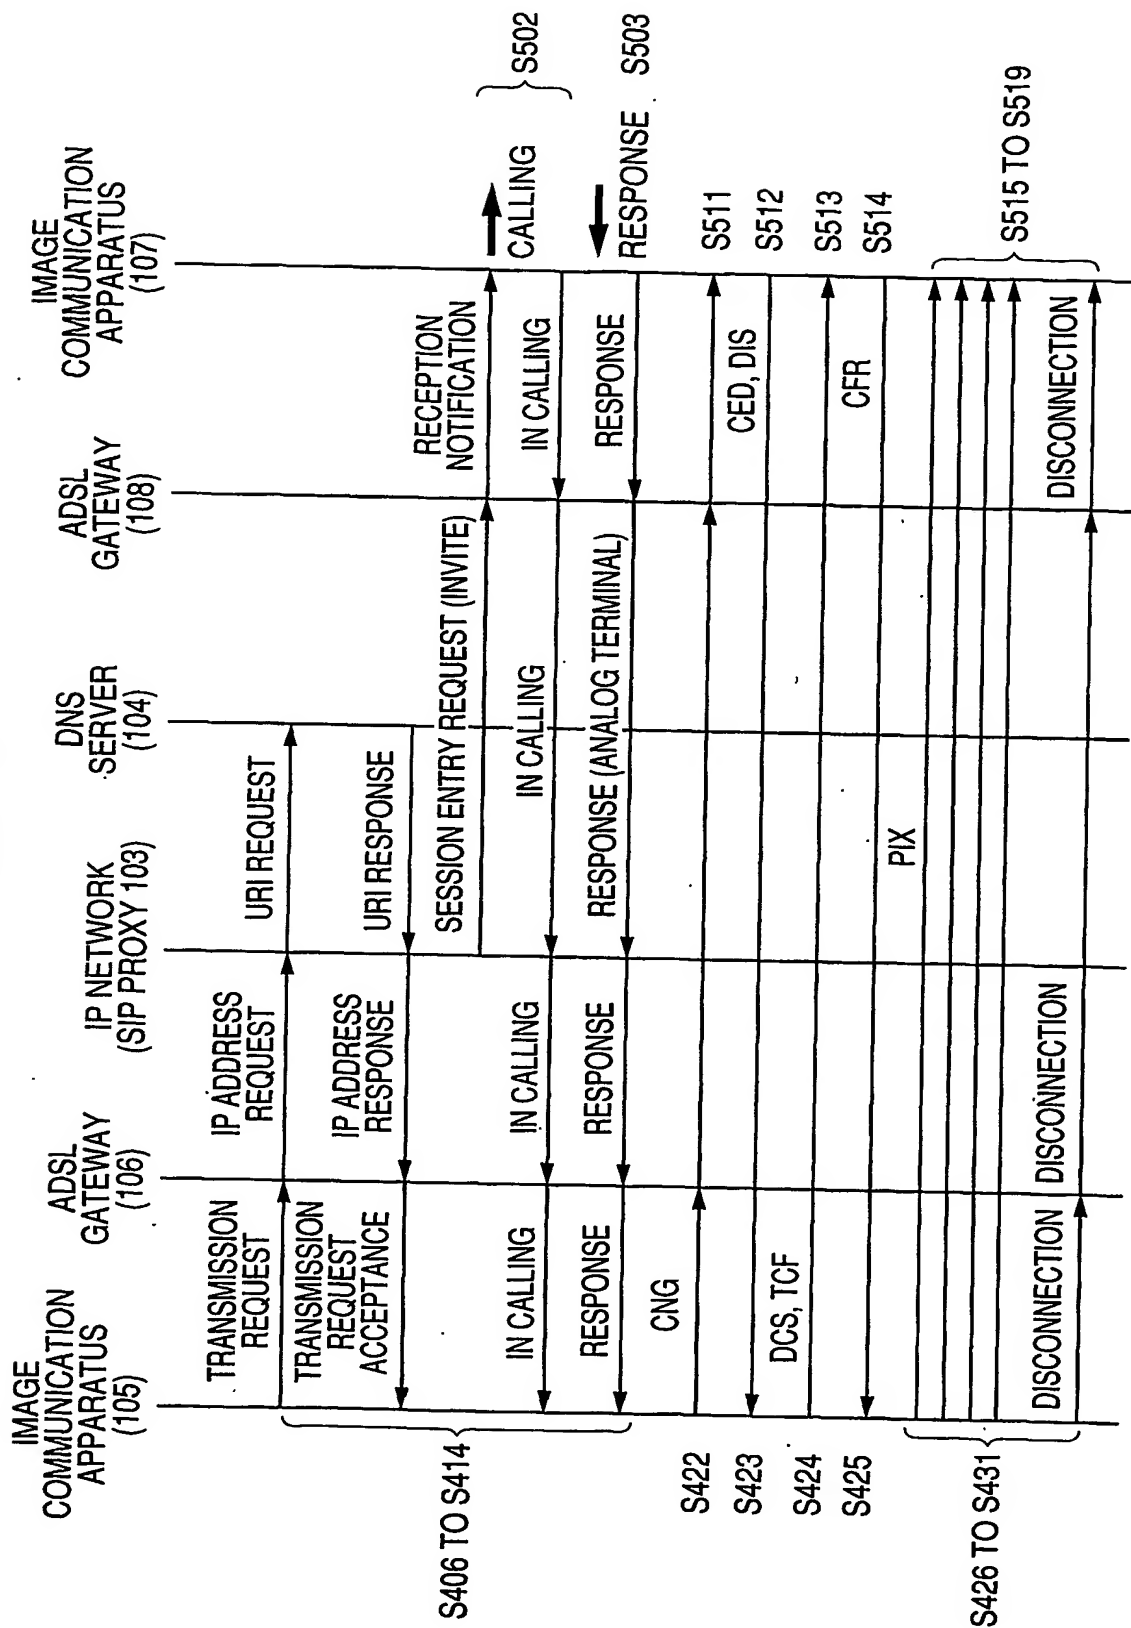 IMAGE
COMMUNICATION
APPARATUS
(105)
ADSL
GATEWAY
(106)
IP NETWORK
(SIP PROXY 103)
DNS
SERVER
(104)
ADSL
GATEWAY
(108)
IMAGE
COMMUNICATION
APPARATUS
(107)
S406 TO S414
TRANSMISSION
REQUEST
IP ADDRESS
REQUEST
URI REQUEST
TRANSMISSION
REQUEST
ACCEPTANCE
IP ADDRESS
RESPONSE
URI RESPONSE
SESSION ENTRY REQUEST (INVITE)
RECEPTION
NOTIFICATION
CALLING
S502
IN CALLING
IN CALLING
IN CALLING
IN CALLING
RESPONSE
RESPONSE
RESPONSE (ANALOG TERMINAL)
RESPONSE
RESPONSE
S503
S422
CNG
S511
S423
CED, DIS
S512
S424
DCS, TCF
S513
S425
CFR
S514
S426 TO S431
PIX
S515 TO S519
DISCONNECTION
DISCONNECTION
DISCONNECTION